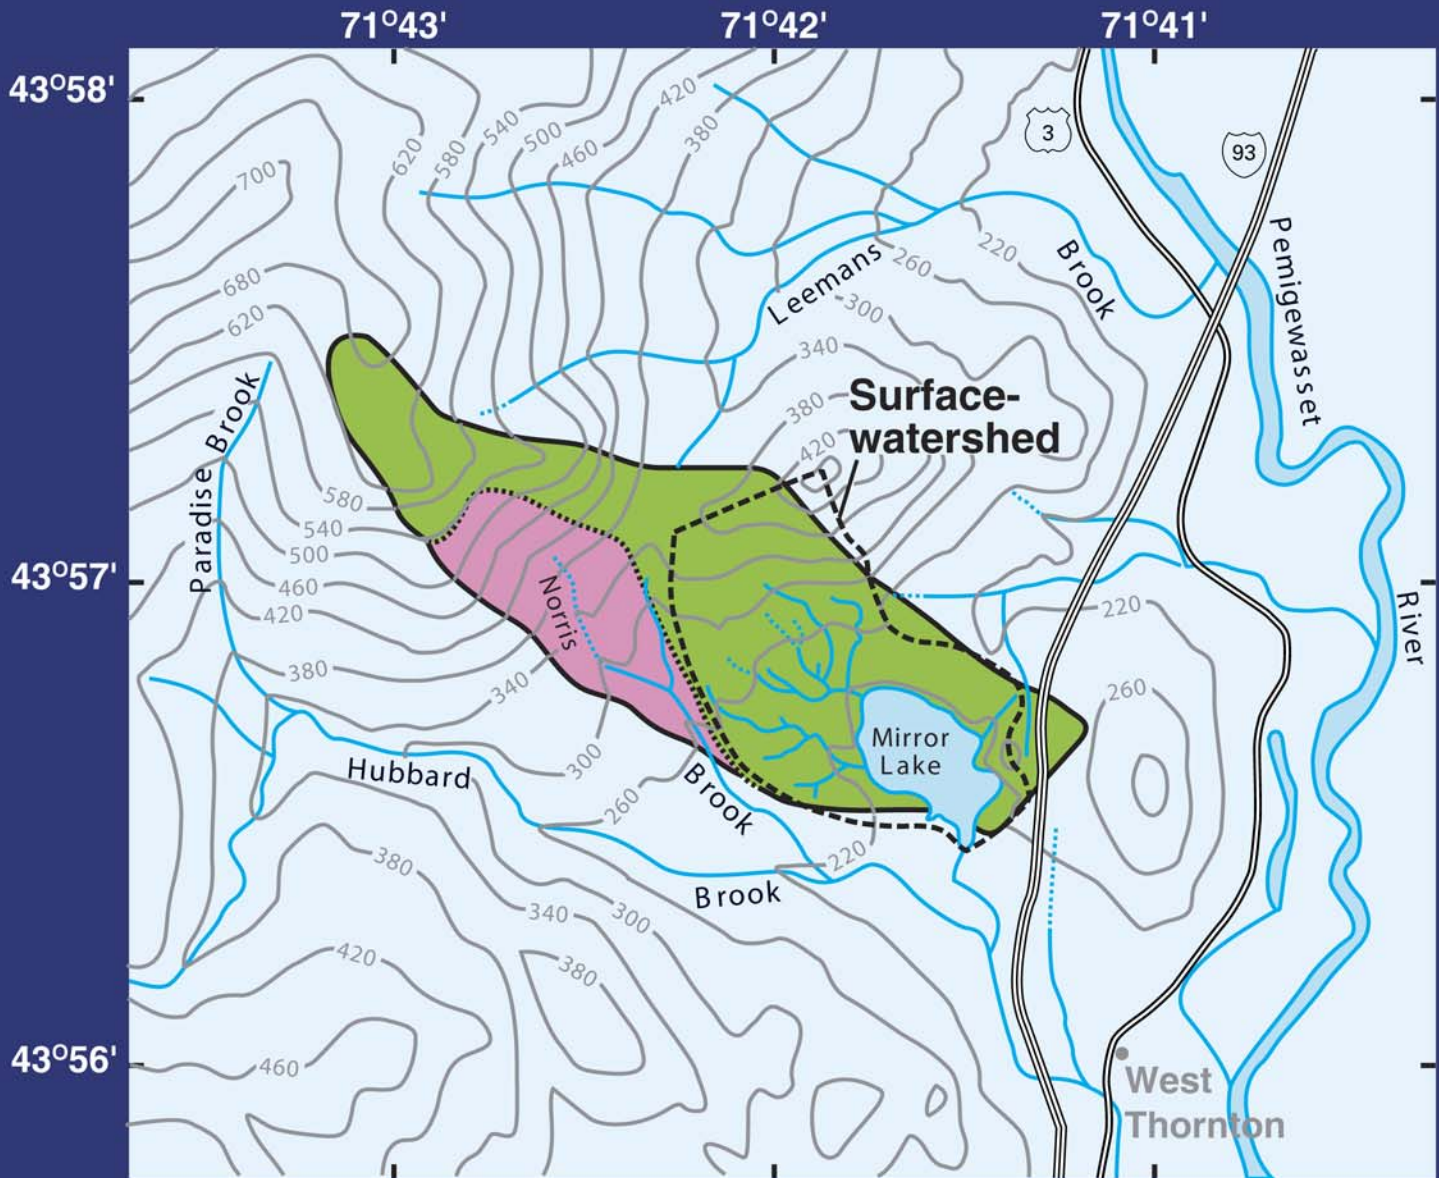 71°43'
71°42'
71°41'
43°58'
43°57'
43°56'
3
93
420
380
540
500
460
620
580
700
680
620
Leemans
Brook
220
260
300
340
380
420
Pemigewasset
River
Surface-
watershed
Paradise Brook
580
540
500
460
420
380
340
300
260
Norris
Brook
Mirror
Lake
220
260
Hubbard
Brook
220
380
340
300
420
380
460
West
Thornton